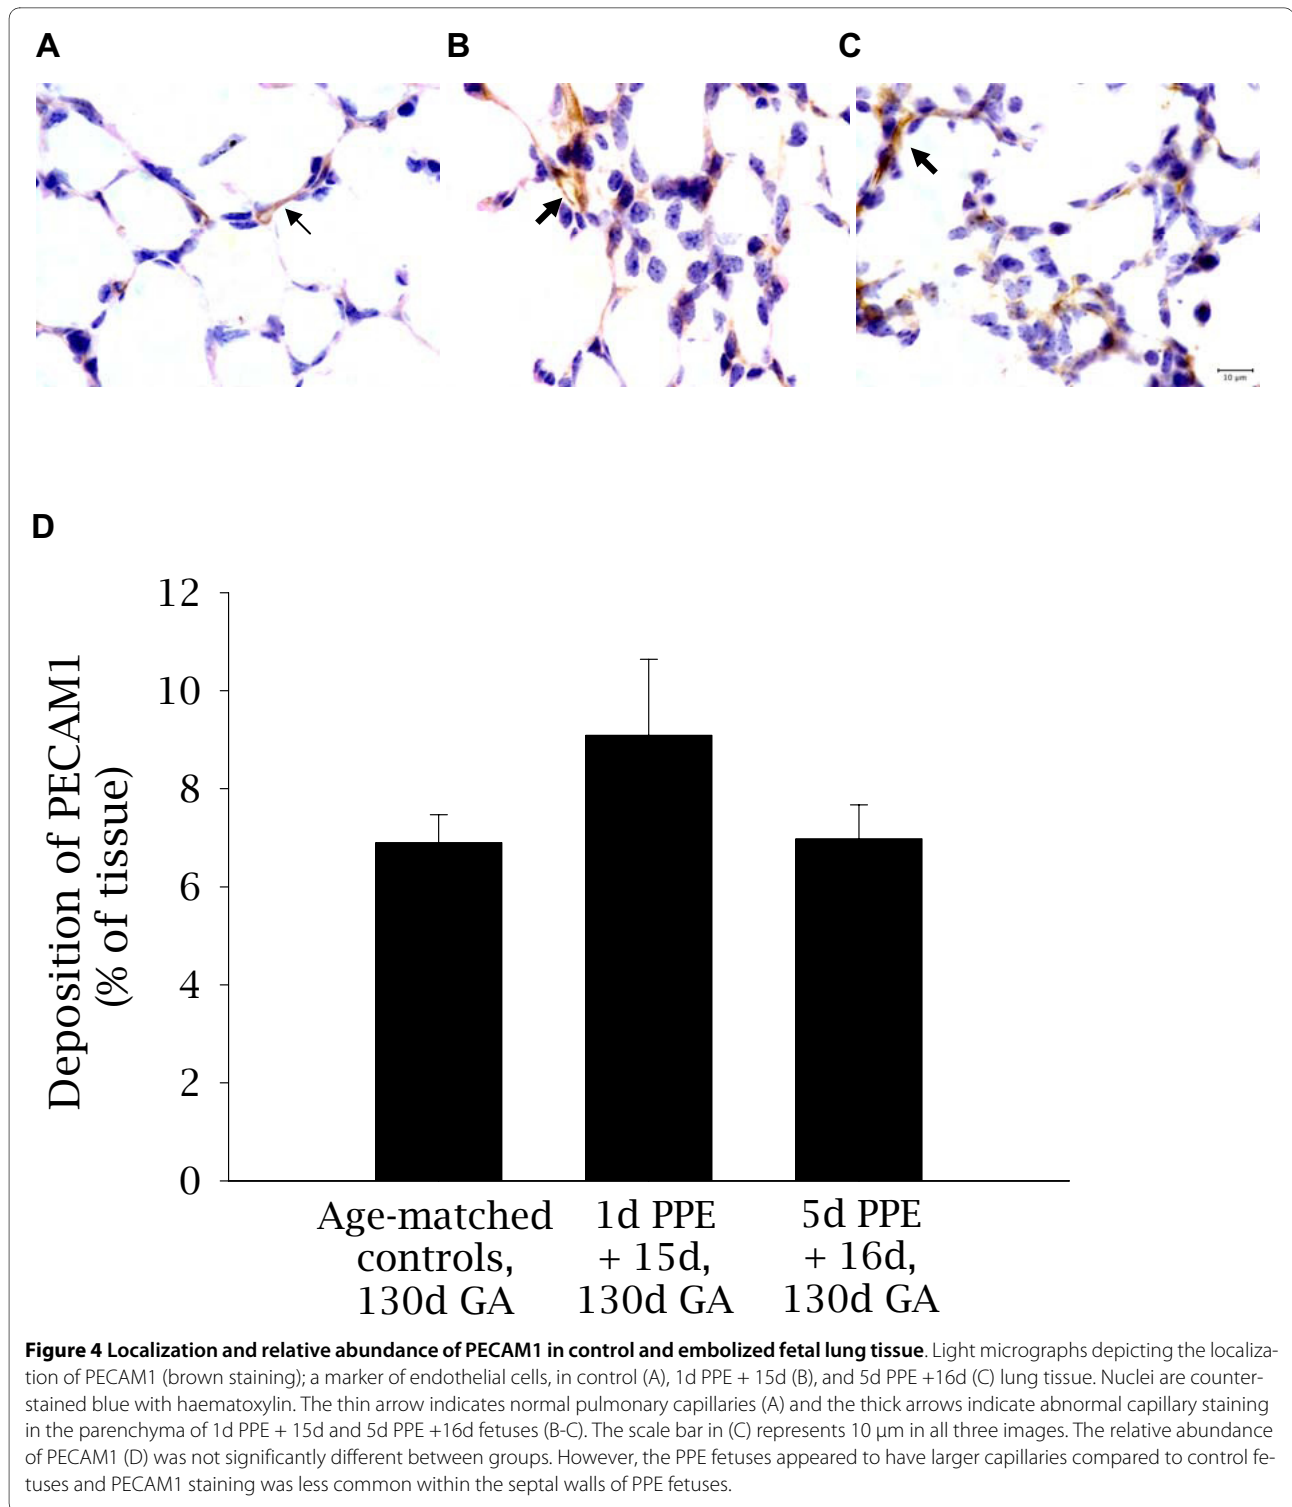 A
B
C
10 µm
D
12
10
8
6
4
2
0
Deposition of PECAM1
(% of tissue)
Age-matched
controls,
130d GA
1d PPE
+ 15d,
130d GA
5d PPE
+ 16d,
130d GA
Figure 4 Localization and relative abundance of PECAM1 in control and embolized fetal lung tissue. Light micrographs depicting the localiza-
tion of PECAM1 (brown staining); a marker of endothelial cells, in control (A), 1d PPE + 15d (B), and 5d PPE +16d (C) lung tissue. Nuclei are counter-
stained blue with haematoxylin. The thin arrow indicates normal pulmonary capillaries (A) and the thick arrows indicate abnormal capillary staining
in the parenchyma of 1d PPE + 15d and 5d PPE +16d fetuses (B-C). The scale bar in (C) represents 10 µm in all three images. The relative abundance
of PECAM1 (D) was not significantly different between groups. However, the PPE fetuses appeared to have larger capillaries compared to control fe-
tuses and PECAM1 staining was less common within the septal walls of PPE fetuses.